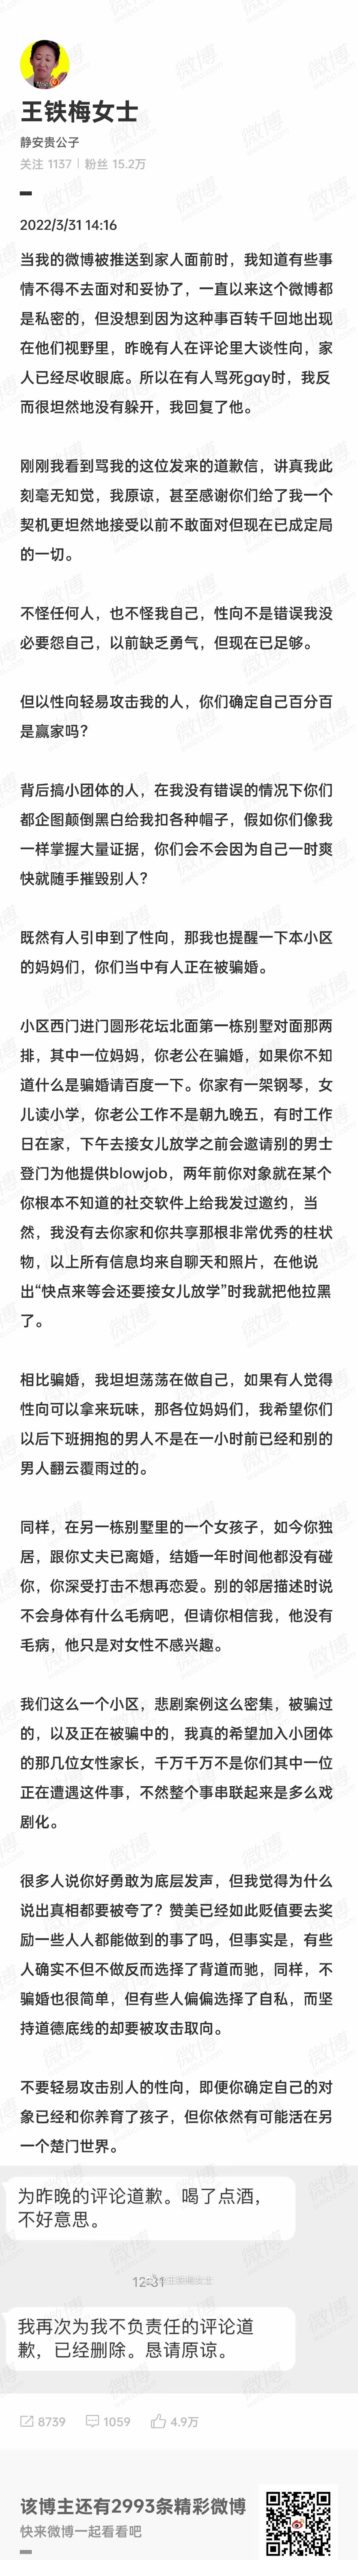 王铁梅女士
静安贵公子
关注 1137 | 粉丝 15.2万
2022/3/31 14:16
当我的微博被推送到家人面前时，我知道有些事
情不得不去面对和妥协了，一直以来这个微博都
是私密的，但没想到因为这种事百转千回地出现
在他们视野里，昨晚有人在评论里大谈性向，家
人已经尽收眼底。所以在有人骂死gay时，我反
而很坦然地没有躲开，我回复了他。
刚刚我看到骂我的这位发来的道歉信，讲真我此
刻毫无知觉，我原谅，甚至感谢你们给了我一个
契机更坦然地接受以前不敢面对但现在已成定局
的一切。
不怪任何人，也不怪我自己，性向不是错误我没
必要怨自己，以前缺乏勇气，但现在已足够。
但以性向轻易攻击我的人，你们确定自己百分百
是赢家吗？
背后搞小团体的人，在我没有错误的情况下你们
都企图颠倒黑白给我扣各种帽子，假如你们像我
一样掌握大量证据，你们会不会因为自己一时爽
快就随手摧毁别人？
既然有人引申到了性向，那我也提醒一下本小区
的妈妈们，你们当中有人正在被骗婚。
小区西门进门圆形花坛北面第一栋别墅对面那两
排，其中一位妈妈，你老公在骗婚，如果你不知
道什么是骗婚请百度一下。你家有一架钢琴，女
儿读小学，你老公工作不是朝九晚五，有时工作
日在家，下午去接女儿放学之前会邀请别的男士
登门为他提供blowjob，两年前你对象就在某个
你根本不知道的社交软件上给我发过邀约，当
然，我没有去你家和你共享那根非常优秀的柱状
物，以上所有信息均来自聊天和照片，在他说
出“快点来等会还要接女儿放学”时我就把他拉黑
了。
相比骗婚，我坦坦荡荡在做自己，如果有人觉得
性向可以拿来玩味，那各位妈妈们，我希望你们
以后下班拥抱的男人不是在一小时前已经和别的
男人翻云覆雨过的。
同样，在另一栋别墅里的一个女孩子，如今你独
居，跟你丈夫已离婚，结婚一年时间他都没有碰
你，你深受打击不想再恋爱。别的邻居描述时说
不会身体有什么毛病吧，但请你相信我，他没有
毛病，他只是对女性不感兴趣。
我们这么一个小区，悲剧案例这么密集，被骗过
的，以及正在被骗中的，我真的希望加入小团体
的那几位女性家长，千万千万不是你们其中一位
正在遭遇这件事，不然整个事串联起来是多么戏
剧化。
很多人说你好勇敢为底层发声，但我觉得为什么
说出真相都要被夸了？赞美已经如此贬值要去奖
励一些人人都能做到的事了吗，但事实是，有些
人确实不但不做反而选择了背道而驰，同样，不
骗婚也很简单，但有些人偏偏选择了自私，而坚
持道德底线的却要被攻击取向。
不要轻易攻击别人的性向，即便你确定自己的对
象已经和你养育了孩子，但你依然有可能活在另
一个楚门世界。
为昨晚的评论道歉。喝了点酒，
不好意思。
12:31
@王铁梅女士
我再次为我不负责任的评论道
歉，已经删除。恳请原谅。
8739 1059 4.9万
该博主还有2993条精彩微博
快来微博一起看看吧